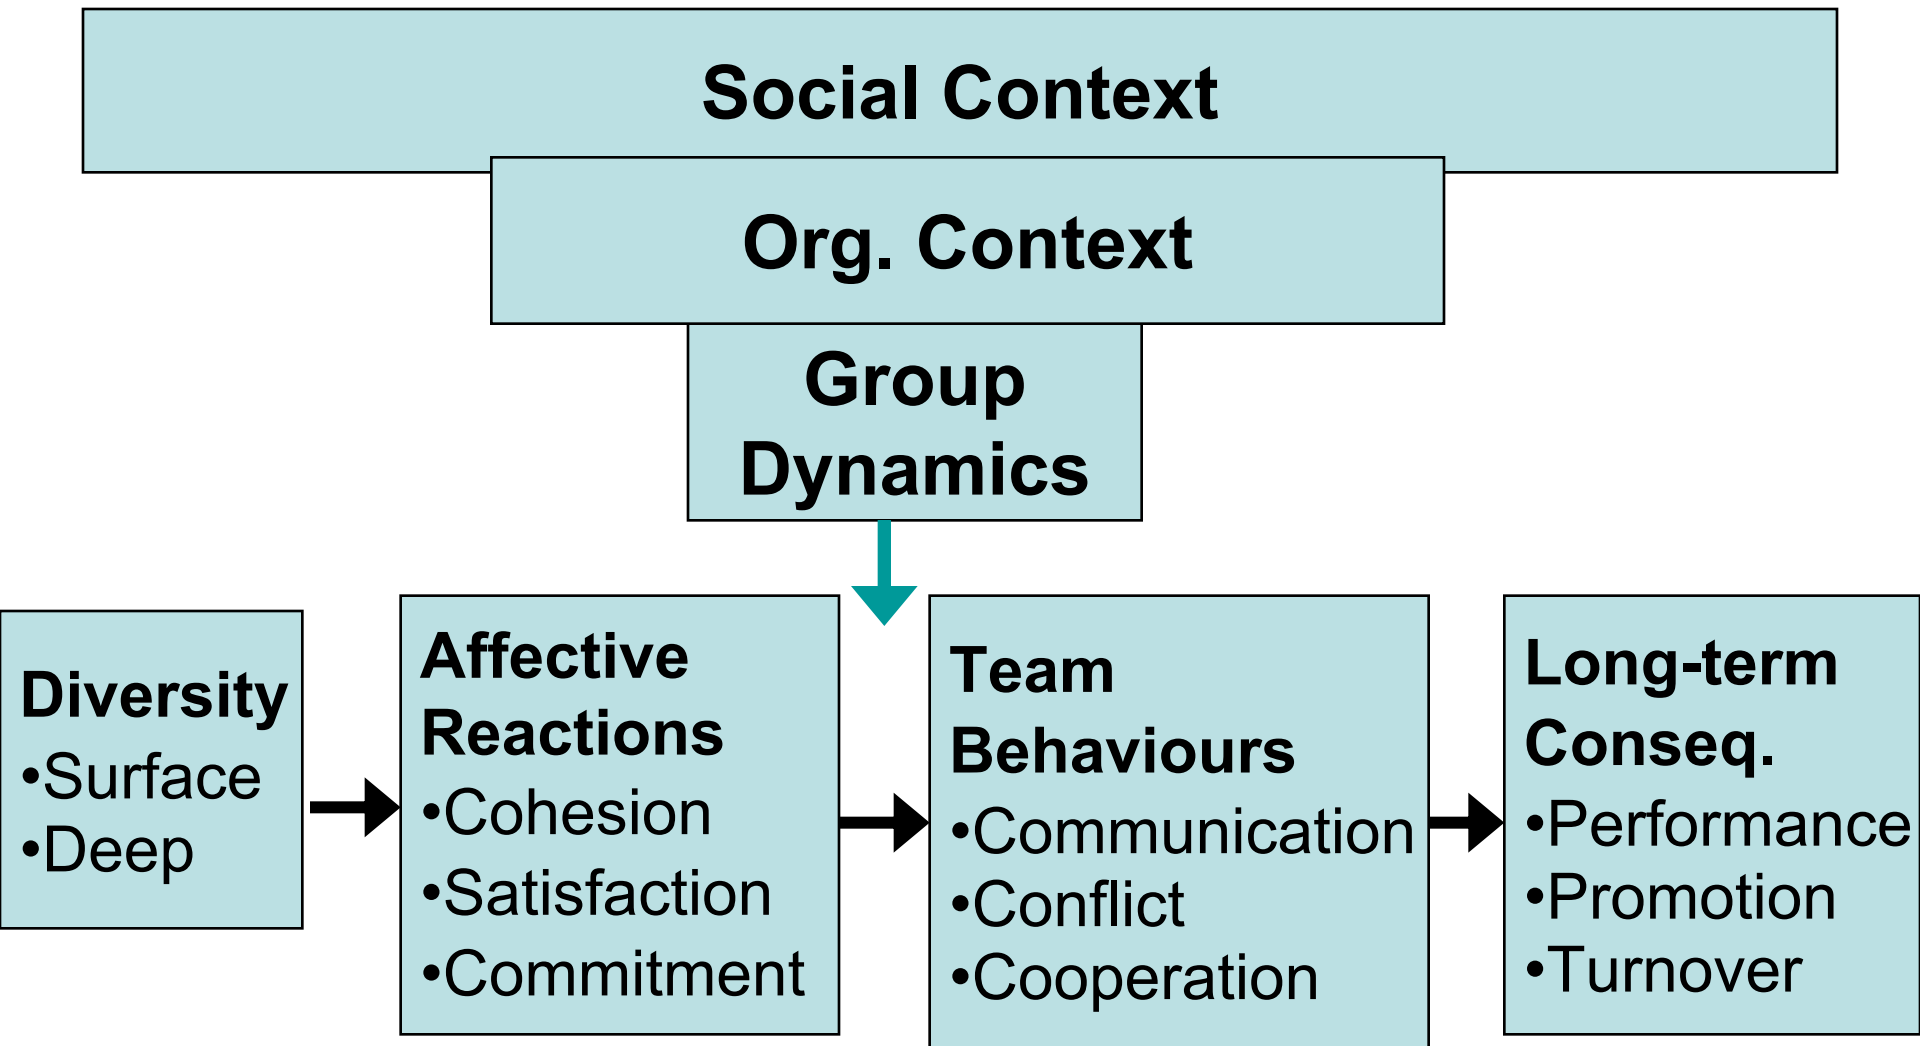 Social Context
Org. Context
Group
Dynamics
Diversity
•Surface
•Deep
Affective
Reactions
•Cohesion
•Satisfaction
•Commitment
Team
Behaviours
•Communication
•Conflict
•Cooperation
Long-term
Conseq.
•Performance
•Promotion
•Turnover